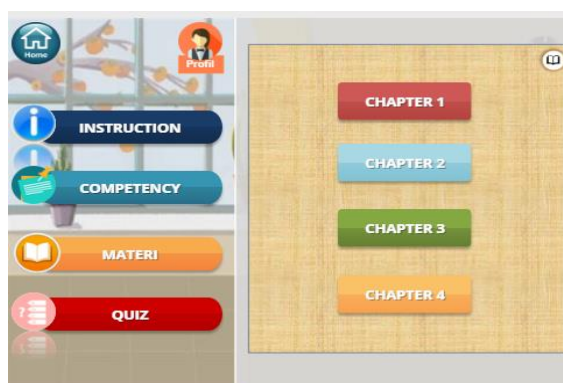 Home
Profil
INSTRUCTION
COMPETENCY
MATERI
QUIZ
CHAPTER 1
CHAPTER 2
CHAPTER 3
CHAPTER 4